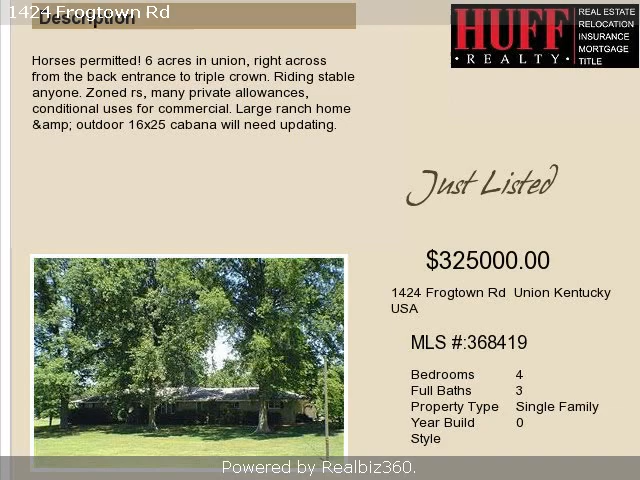 1424 Frogtown Rd
Description
Horses permitted! 6 acres in union, right across
from the back entrance to triple crown. Riding stable
anyone. Zoned rs, many private allowances,
conditional uses for commercial. Large ranch home
&amp; outdoor 16x25 cabana will need updating.
HUFF
·REALTY·
REAL ESTATE
RELOCATION
INSURANCE
MORTGAGE
TITLE
Just Listed
$325000.00
1424 Frogtown Rd Union Kentucky
USA
MLS #:368419
Bedrooms 4
Full Baths 3
Property Type Single Family
Year Build 0
Style
Powered by Realbiz360.